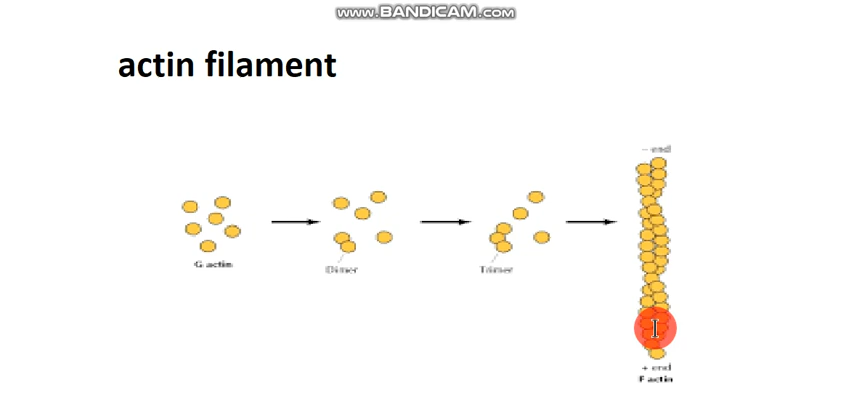 www.BANDICAM.com
actin filament
– end
G actin
Dimer
Trimer
+ end
F actin